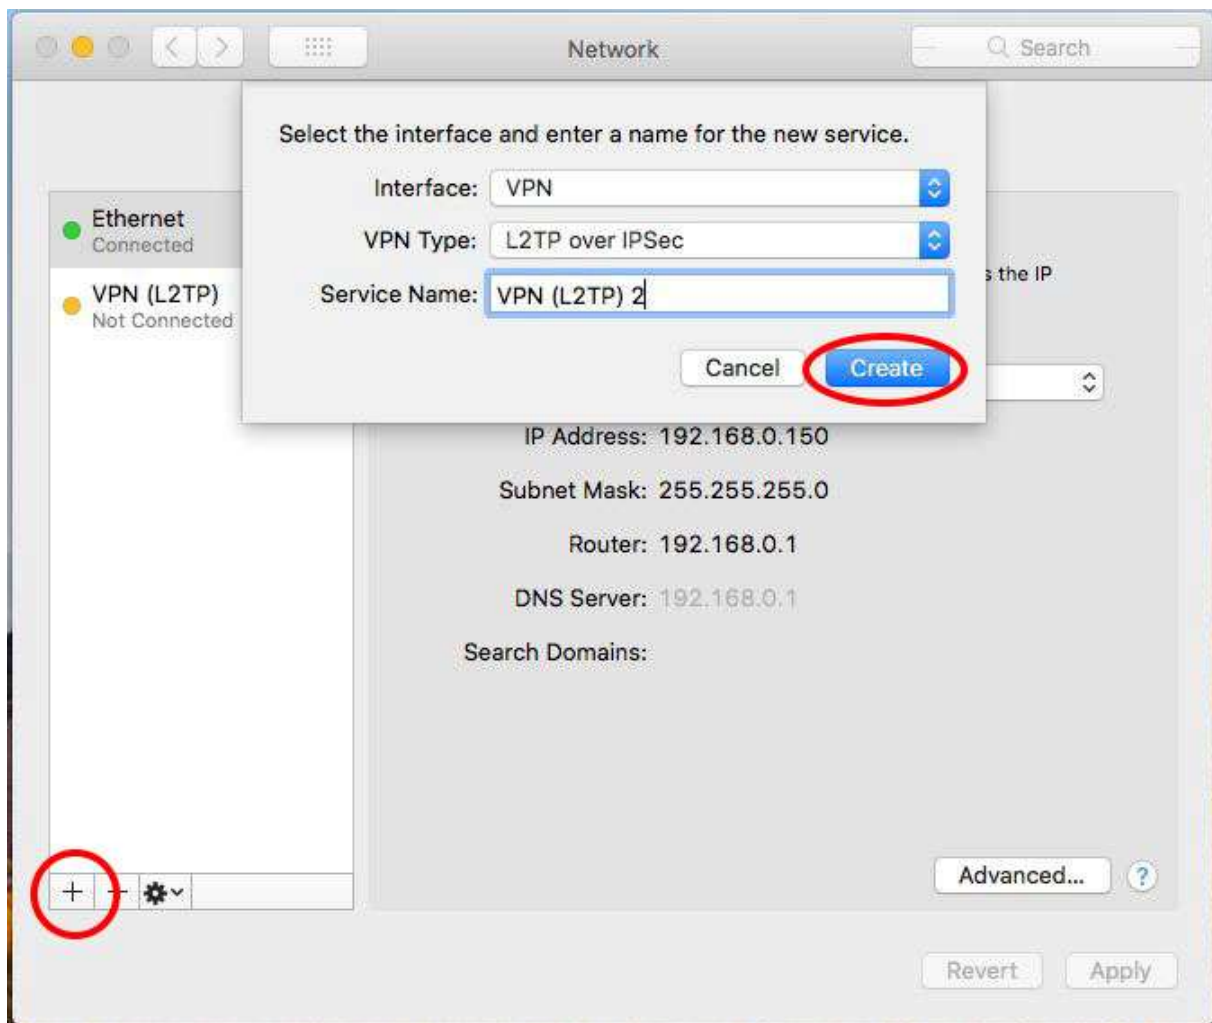 Network
Search
Select the interface and enter a name for the new service.
Interface: VPN
VPN Type: L2TP over IPSec
Service Name: VPN (L2TP) 2
Cancel
Create
Ethernet
Connected
VPN (L2TP)
Not Connected
s the IP
IP Address: 192.168.0.150
Subnet Mask: 255.255.255.0
Router: 192.168.0.1
DNS Server: 192.168.0.1
Search Domains:
Advanced... ?
Revert
Apply